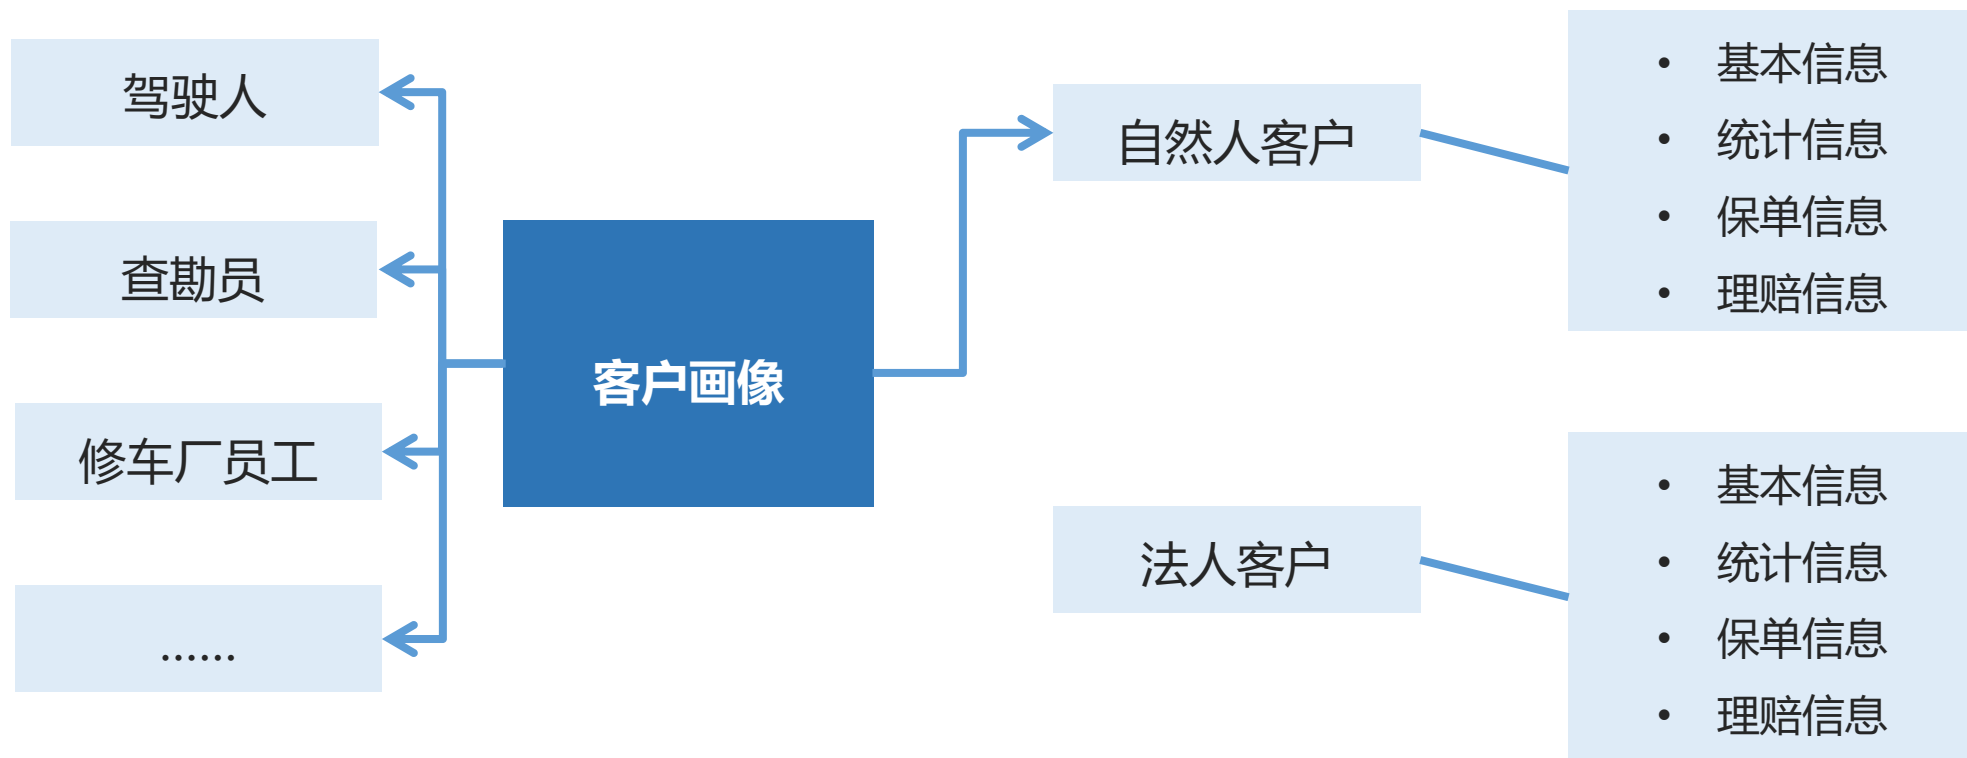 驾驶人
查勘员
修车厂员工
……
客户画像
自然人客户
• 基本信息
• 统计信息
• 保单信息
• 理赔信息
法人客户
• 基本信息
• 统计信息
• 保单信息
• 理赔信息